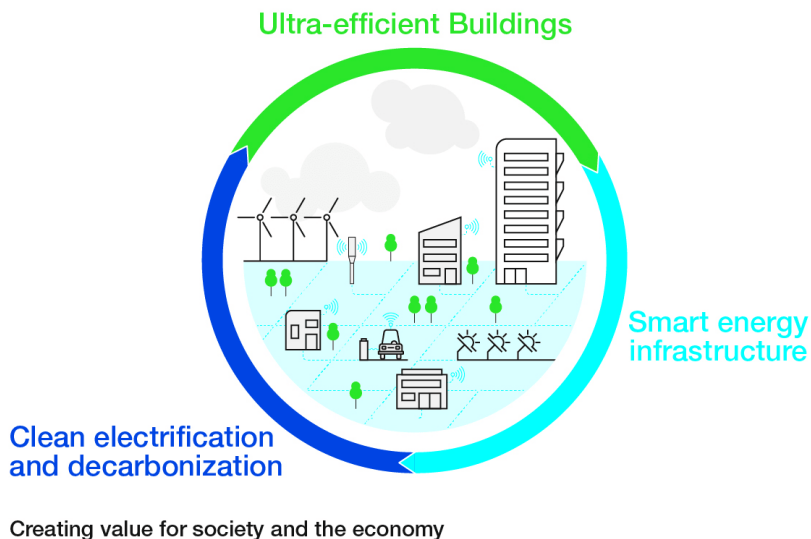 Ultra-efficient Buildings
Smart energy
infrastructure
Clean electrification
and decarbonization
Creating value for society and the economy